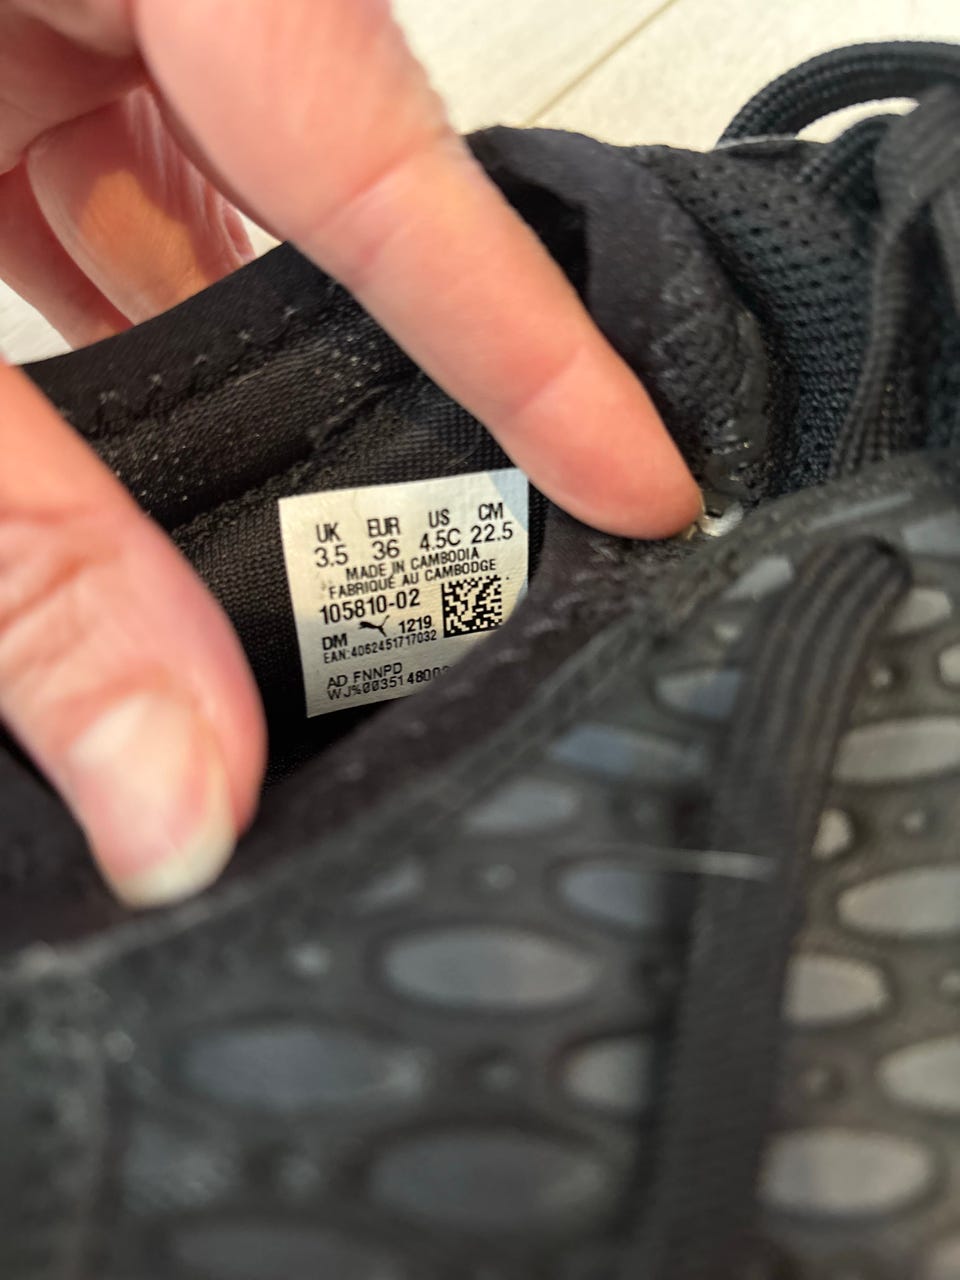 UK EUR US CM
3.5 36 4.5C 22.5
MADE IN CAMBODIA
FABRIQUÉ AU CAMBODGE
105810-02
DM 1219
EAN:4062451717032
AD FNNPD